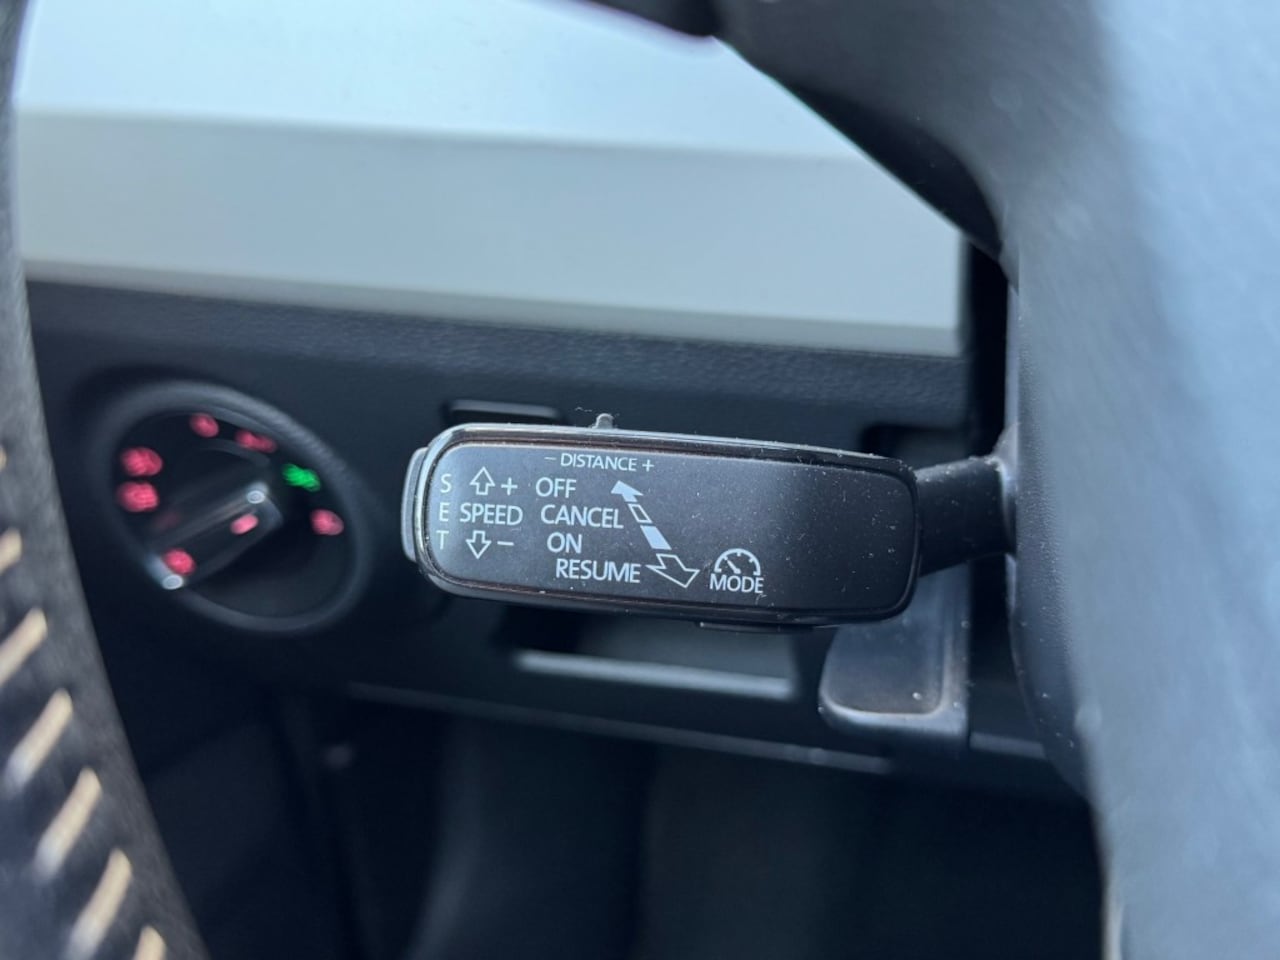 − DISTANCE +
S + OFF
E SPEED CANCEL
T − ON
RESUME
MODE